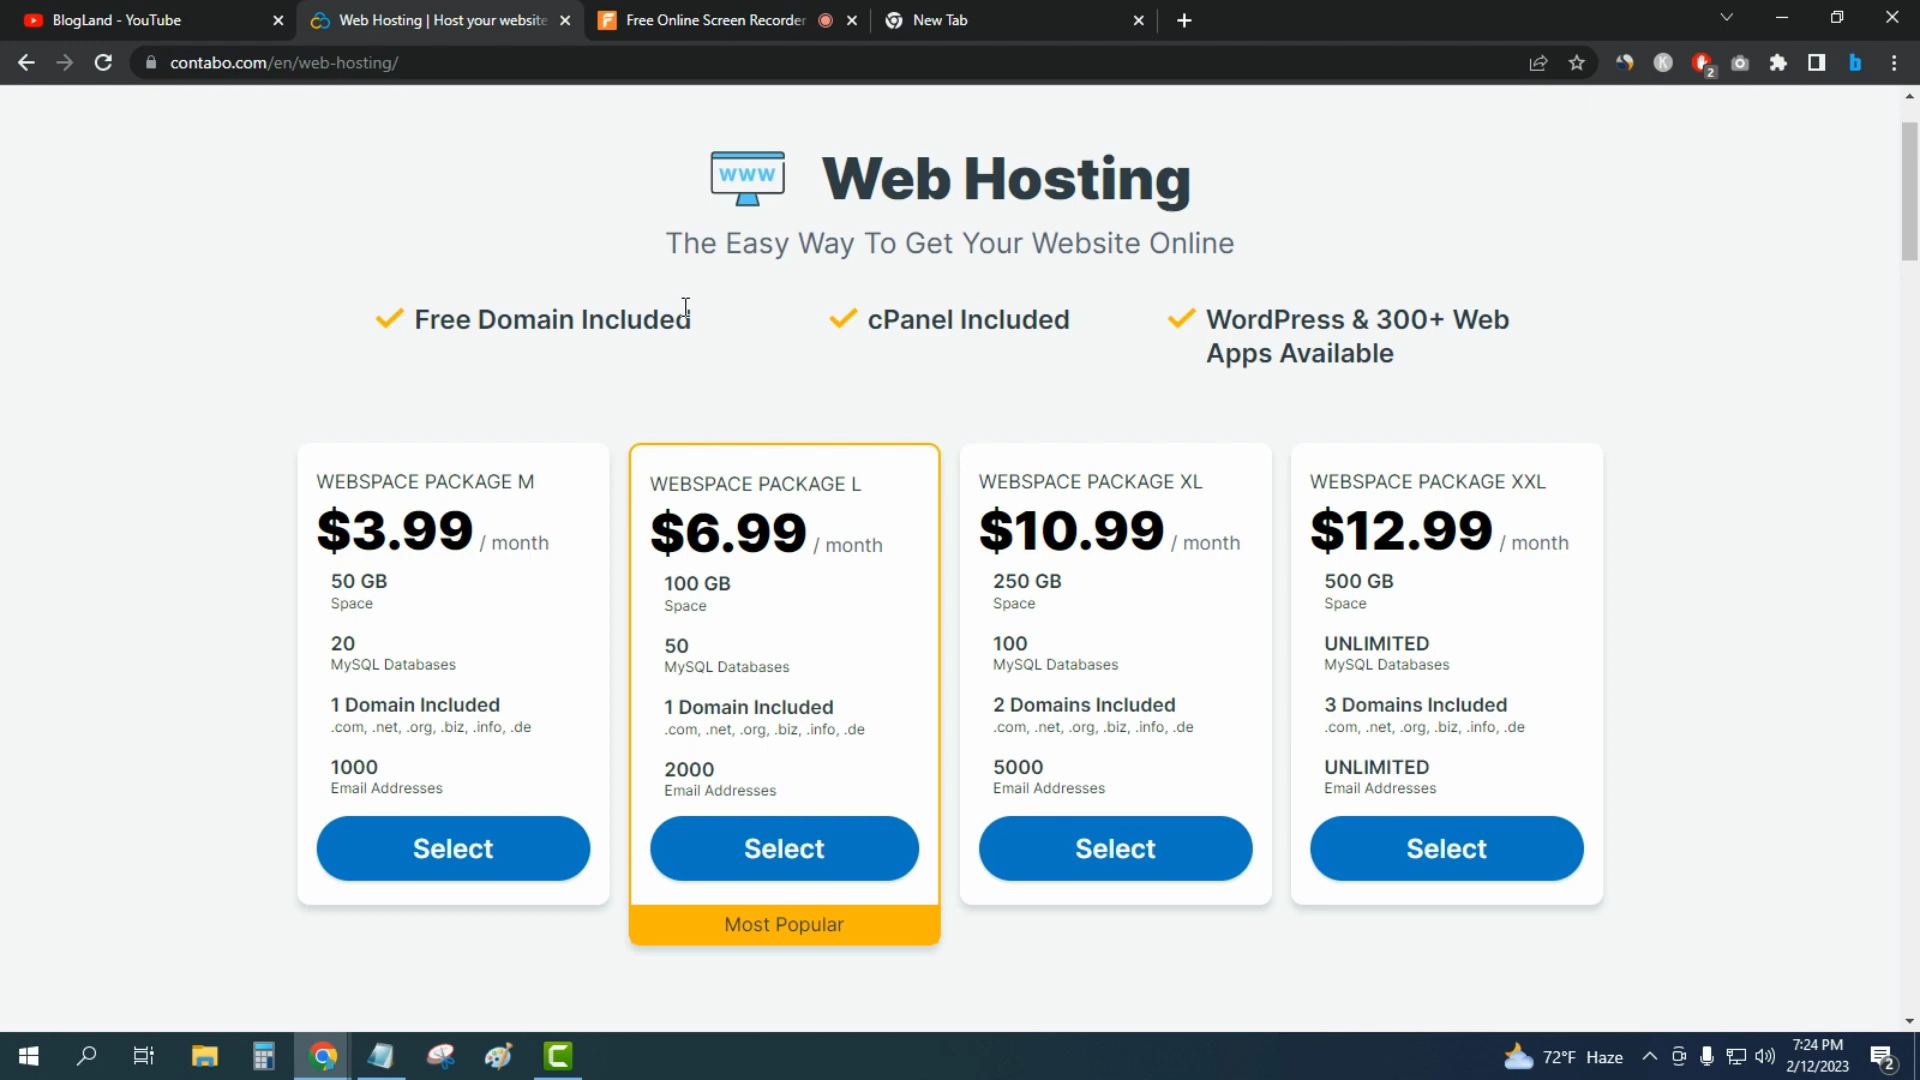 BlogLand - YouTube
Web Hosting | Host your website
Free Online Screen Recorder
New Tab
contabo.com/en/web-hosting/
K
2
b
www
Web Hosting
The Easy Way To Get Your Website Online
Free Domain Included
cPanel Included
WordPress & 300+ Web
Apps Available
WEBSPACE PACKAGE M
$3.99 / month
50 GB
Space
20
MySQL Databases
1 Domain Included
.com, .net, .org, .biz, .info, .de
1000
Email Addresses
Select
WEBSPACE PACKAGE L
$6.99 / month
100 GB
Space
50
MySQL Databases
1 Domain Included
.com, .net, .org, .biz, .info, .de
2000
Email Addresses
Select
Most Popular
WEBSPACE PACKAGE XL
$10.99 / month
250 GB
Space
100
MySQL Databases
2 Domains Included
.com, .net, .org, .biz, .info, .de
5000
Email Addresses
Select
WEBSPACE PACKAGE XXL
$12.99 / month
500 GB
Space
UNLIMITED
MySQL Databases
3 Domains Included
.com, .net, .org, .biz, .info, .de
UNLIMITED
Email Addresses
Select
72°F Haze
7:24 PM
2/12/2023
2